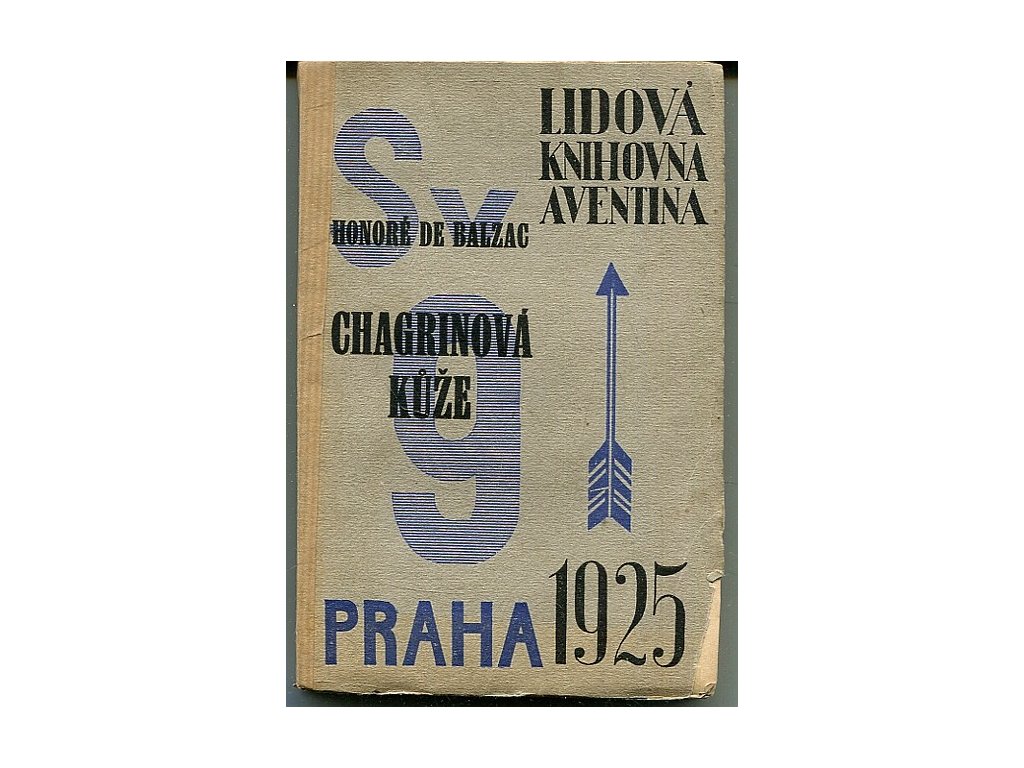 LIDOVÁ
KNIHOVNA
AVENTINA
Sv
HONORÉ DE BALZAC
9
CHAGRINOVÁ
KŮŽE
PRAHA 1925